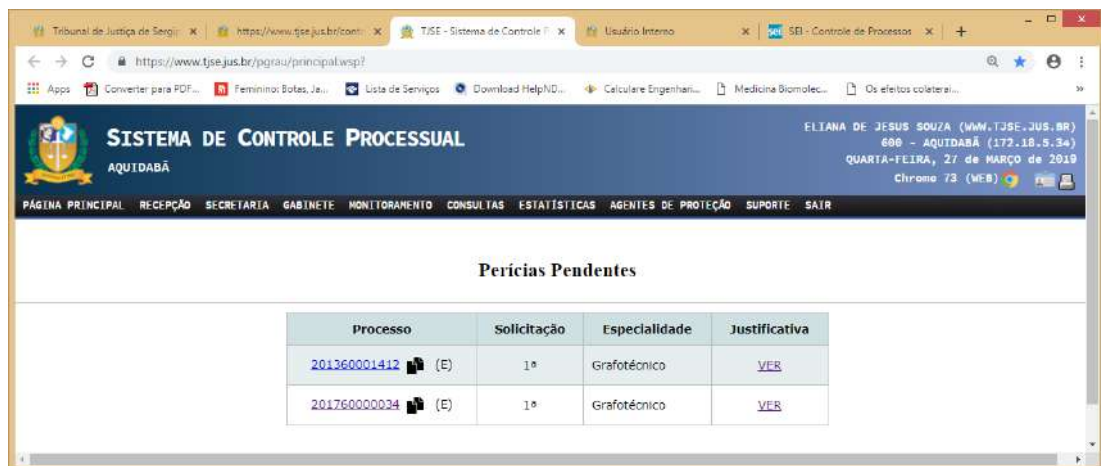 Tribunal de Justiça de Sergi
https://www.tjse.jus.br/cont
TJSE - Sistema de Controle P
Usuário Interno
SEI - Controle de Processos
https://www.tjse.jus.br/pgrau/principal.wsp?
Apps Converter para PDF... Feminino: Botas, Ja... Lista de Serviços Download HelpND... Calculare Engenhari... Medicina Biomolec... Os efeitos colaterai...
SISTEMA DE CONTROLE PROCESSUAL
AQUIDABÃ
ELIANA DE JESUS SOUZA (WWW.TJSE.JUS.BR)
600 - AQUIDABÃ (172.18.5.34)
QUARTA-FEIRA, 27 de MARÇO de 2019
Chrome 73 (WEB)
PÁGINA PRINCIPAL RECEPÇÃO SECRETARIA GABINETE MONITORAMENTO CONSULTAS ESTATÍSTICAS AGENTES DE PROTEÇÃO SUPORTE SAIR
Perícias Pendentes
Processo Solicitação Especialidade Justificativa
201360001412 (E) 1ª Grafotécnico VER
201760000034 (E) 1ª Grafotécnico VER